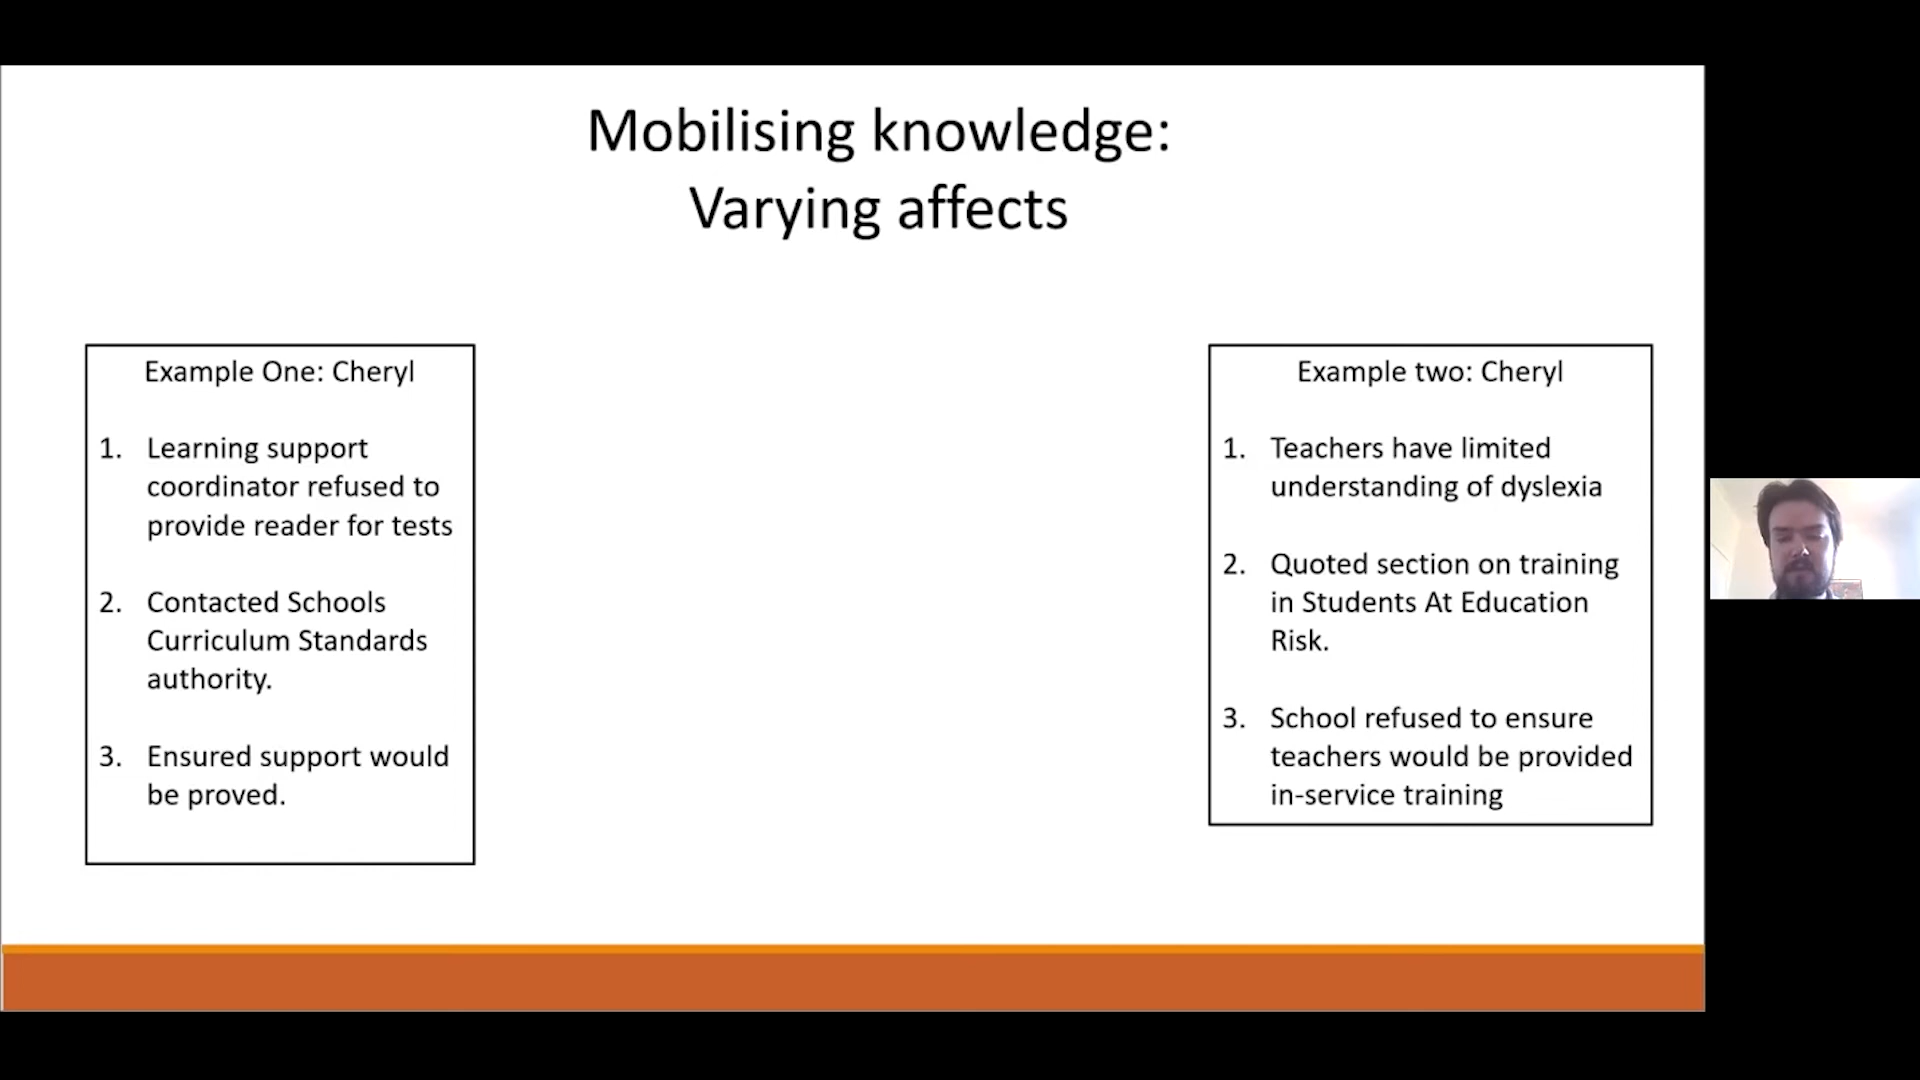 Mobilising knowledge:
Varying affects
Example One: Cheryl
1. Learning support
coordinator refused to
provide reader for tests
2. Contacted Schools
Curriculum Standards
authority.
3. Ensured support would
be proved.
Example two: Cheryl
1. Teachers have limited
understanding of dyslexia
2. Quoted section on training
in Students At Education
Risk.
3. School refused to ensure
teachers would be provided
in-service training